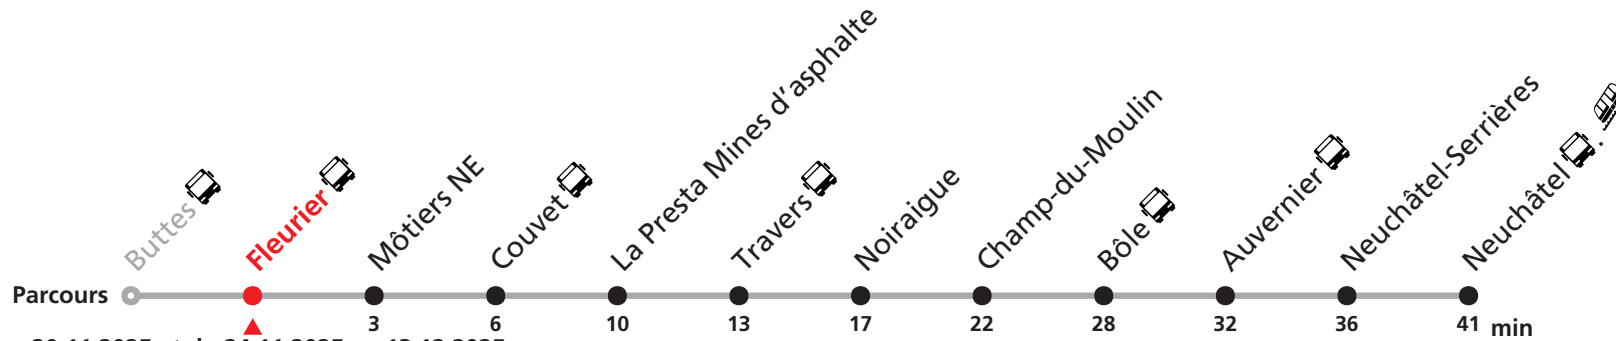 Buttes
Fleurier
Môtiers NE
Couvet
La Presta Mines d'asphalte
Travers
Noiraigue
Champ-du-Moulin
Bôle
Auvernier
Neuchâtel-Serrières
Neuchâtel
Parcours
3 6 10 13 17 22 28 32 36 41 min